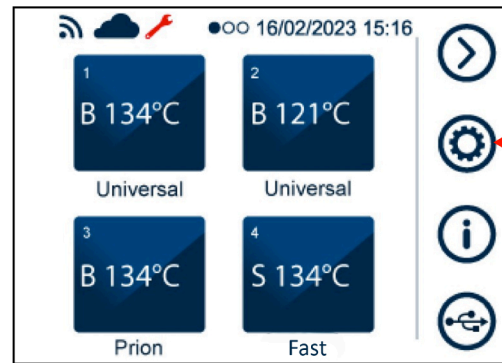 16/02/2023 15:16
1
B 134°C
Universal
2
B 121°C
Universal
3
B 134°C
Prion
4
S 134°C
Fast
i